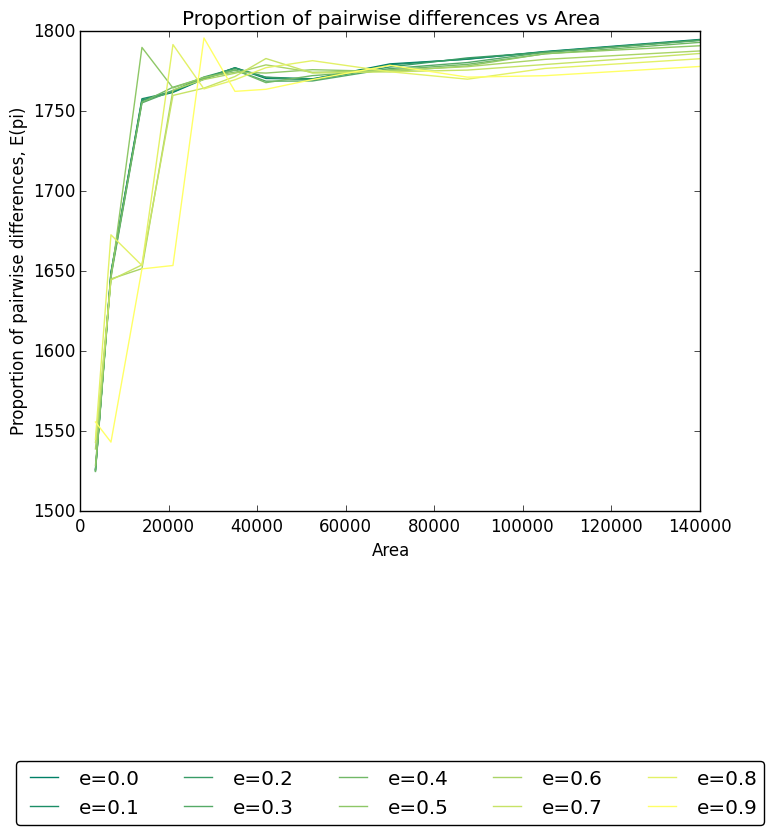 Proportion of pairwise differences vs Area
Proportion of pairwise differences, E(pi)
1800
1750
1700
1650
1600
1550
1500
0 20000 40000 60000 80000 100000 120000 140000
Area
e=0.0 e=0.2 e=0.4 e=0.6 e=0.8
e=0.1 e=0.3 e=0.5 e=0.7 e=0.9